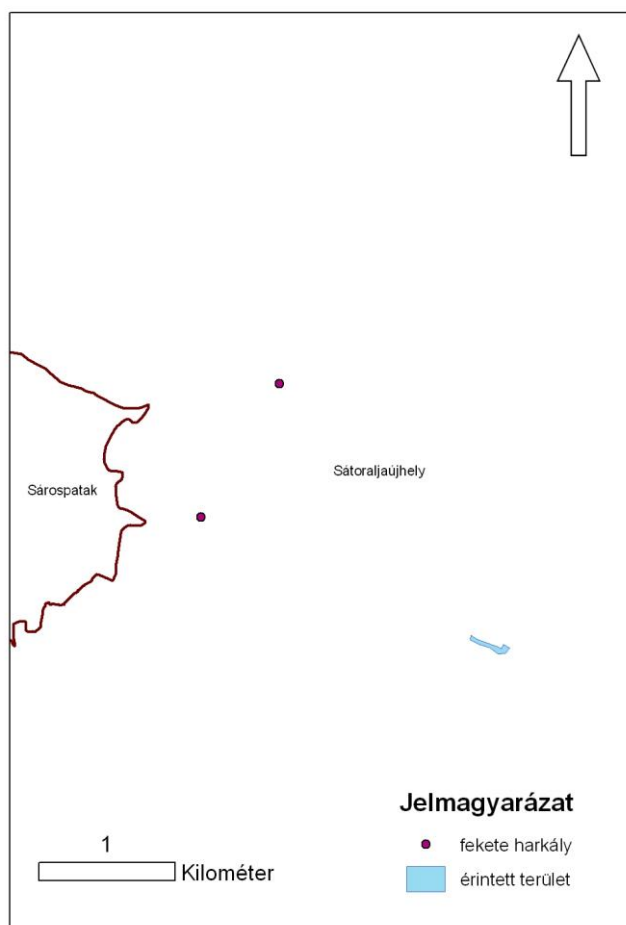 Sátoraljaújhely
Sárospatak
Jelmagyarázat
fekete harkály
érintett terület
1
Kilométer